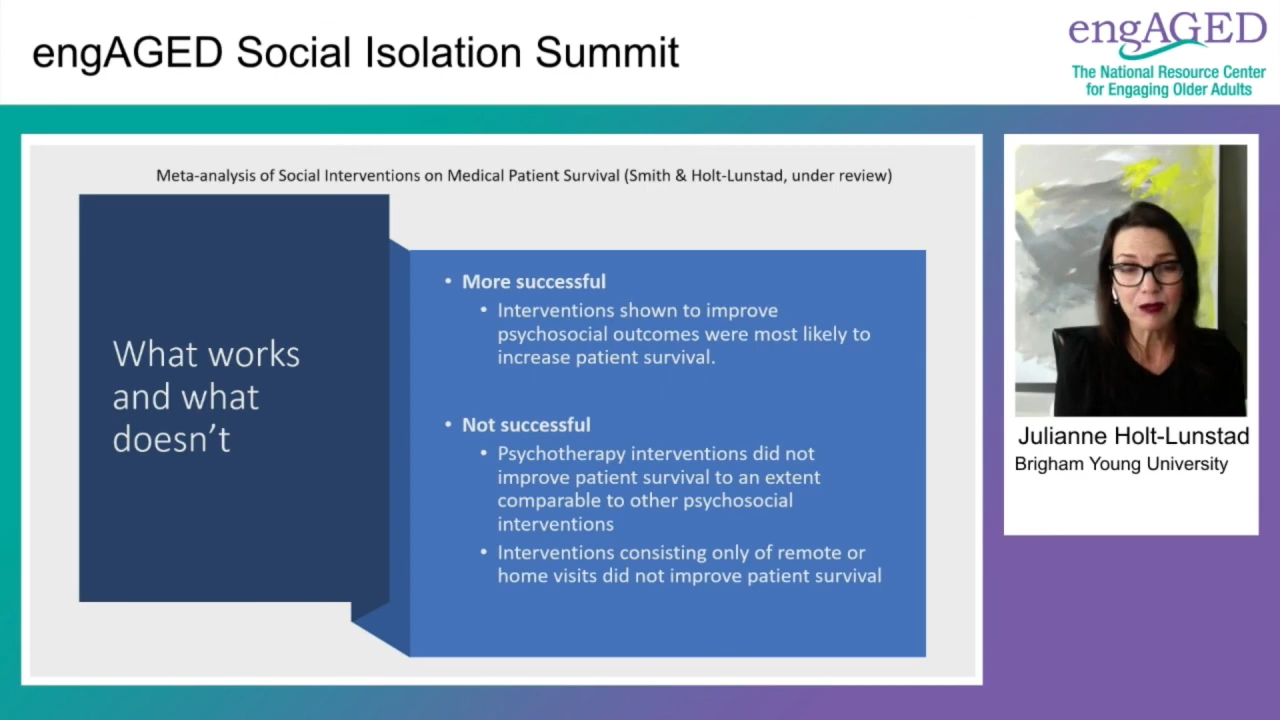 engAGED Social Isolation Summit
engAGED
The National Resource Center
for Engaging Older Adults
Meta-analysis of Social Interventions on Medical Patient Survival (Smith & Holt-Lunstad, under review)
What works
and what
doesn't
• More successful
• Interventions shown to improve
psychosocial outcomes were most likely to
increase patient survival.
• Not successful
• Psychotherapy interventions did not
improve patient survival to an extent
comparable to other psychosocial
interventions
• Interventions consisting only of remote or
home visits did not improve patient survival
Julianne Holt-Lunstad
Brigham Young University